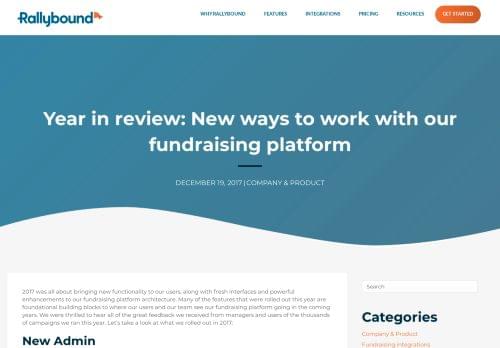 Rallybound
WHY RALLYBOUND FEATURES INTEGRATIONS PRICING RESOURCES GET STARTED
Year in review: New ways to work with our
fundraising platform
DECEMBER 19, 2017 | COMPANY & PRODUCT
2017 was all about bringing new functionality to our users, along with fresh interfaces and powerful
enhancements to our fundraising platform architecture. Many of the features that were rolled out this year are
foundational building blocks to where our users and our team see our fundraising platform going in the coming
years. We were thrilled to hear all of the great feedback we received from managers and users of the thousands
of campaigns we ran this year. Let's take a look at what we rolled out in 2017.
New Admin
Search
Categories
Company & Product
Fundraising Integrations